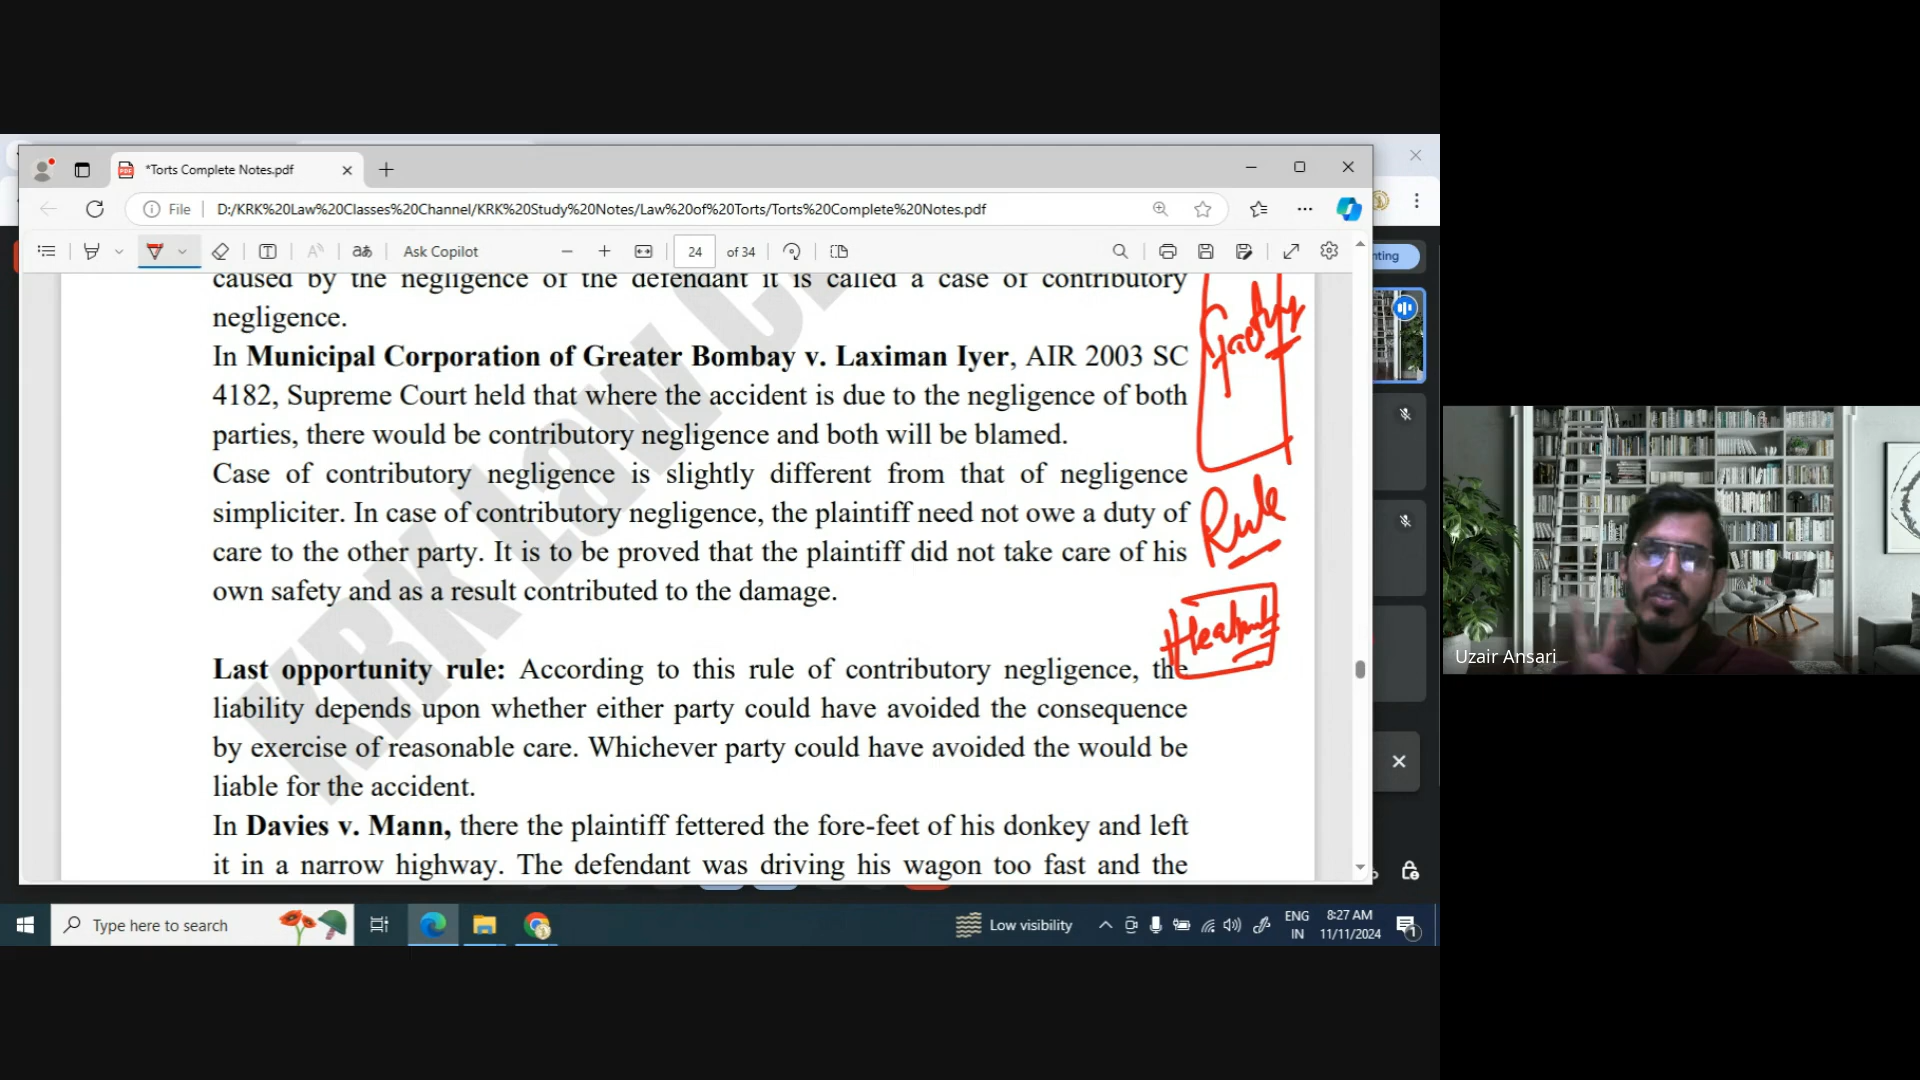 *Torts Complete Notes.pdf
File D:/KRK%20Law%20Classes%20Channel/KRK%20Study%20Notes/Law%20of%20Torts/Torts%20Complete%20Notes.pdf
Ask Copilot
24 of 34
nting
caused by the negligence of the defendant it is called a case of contributory
negligence.
In Municipal Corporation of Greater Bombay v. Laximan Iyer, AIR 2003 SC
4182, Supreme Court held that where the accident is due to the negligence of both
parties, there would be contributory negligence and both will be blamed.
Case of contributory negligence is slightly different from that of negligence
simpliciter. In case of contributory negligence, the plaintiff need not owe a duty of
care to the other party. It is to be proved that the plaintiff did not take care of his
own safety and as a result contributed to the damage.
Rule
Last opportunity rule: According to this rule of contributory negligence, the
liability depends upon whether either party could have avoided the consequence
by exercise of reasonable care. Whichever party could have avoided the would be
liable for the accident.
In Davies v. Mann, there the plaintiff fettered the fore-feet of his donkey and left
it in a narrow highway. The defendant was driving his wagon too fast and the
KRK Law C
Uzair Ansari
Type here to search
Low visibility
ENG
IN
8:27 AM
11/11/2024
1